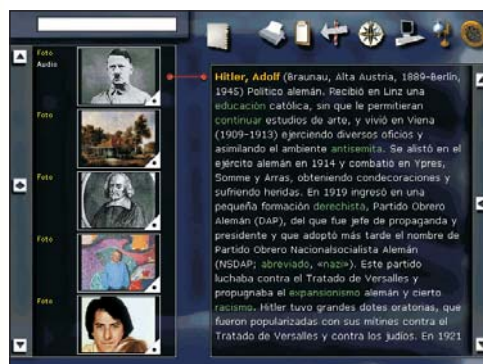 Foto
Audio
Foto
Foto
Foto
Foto
Hitler, Adolf (Braunau, Alta Austria, 1889-Berlín,
1945) Político alemán. Recibió en Linz una
educación católica, sin que le permitieran
continuar estudios de arte, y vivió en Viena
(1909-1913) ejerciendo diversos oficios y
asimilando el ambiente antisemita. Se alistó en el
ejército alemán en 1914 y combatió en Ypres,
Somme y Arras, obteniendo condecoraciones y
sufriendo heridas. En 1919 ingresó en una
pequeña formación derechista, Partido Obrero
Alemán (DAP), del que fue jefe de propaganda y
presidente y que adoptó más tarde el nombre de
Partido Obrero Nacionalsocialista Alemán
(NSDAP; abreviado, «nazi»). Este partido
luchaba contra el Tratado de Versalles y
propugnaba el expansionismo alemán y cierto
racismo. Hitler tuvo grandes dotes oratorias, que
fueron popularizadas con sus mítines contra el
Tratado de Versalles y contra los judíos. En 1921